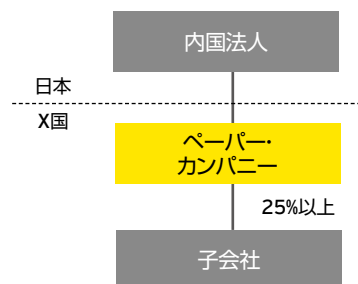 内国法人
日本
X国
ペーパー・
カンパニー
25%以上
子会社